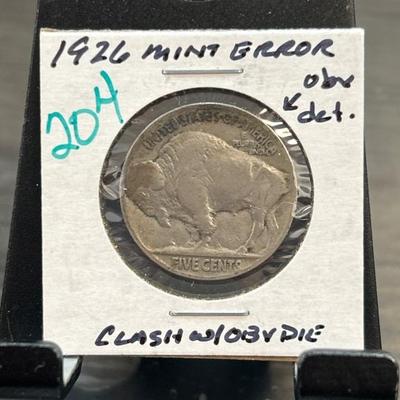 1926 MINT ERROR
204
obv
det.
UNITED STATES OF AMERICA
FIVE CENTS
CLASH W/OBV DIE